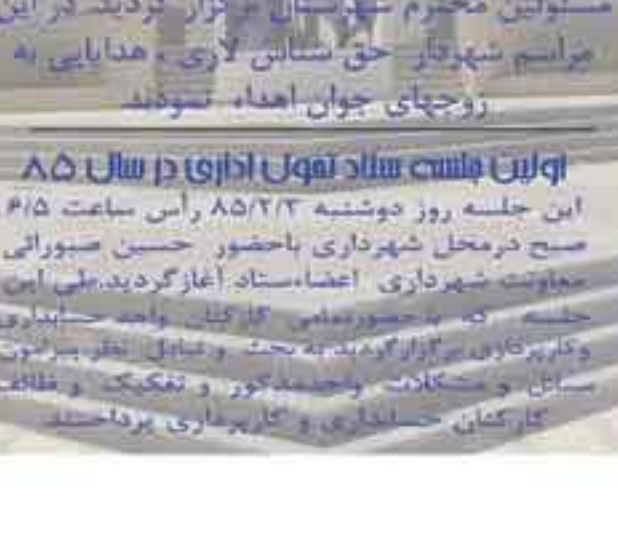 مسئولین محترم شهرستان برگزار گردید. در این
مراسم شهردار حق شناس لاری ، هدایایی به
زوجهای جوان اهداء نمودند
اولین جلسه ستاد تحول اداری در سال ۸۵
این جلسه روز دوشنبه ۸۵/۲/۲ رأس ساعت ۶/۵
صبح درمحل شهرداری باحضور حسین صبورائی
معاونت شهرداری اعضاءستاد آغازگردید.طی این
جلسه که باحضورتمامی کارکنان واحد حسابداری
وکارپردازی برگزارگردید به بحث و تبادل نظر پیرامون
مسائل و مشکلات واحدمذکور و تفکیک وظائف
کارکنان حسابداری و کارپردازی پرداختند